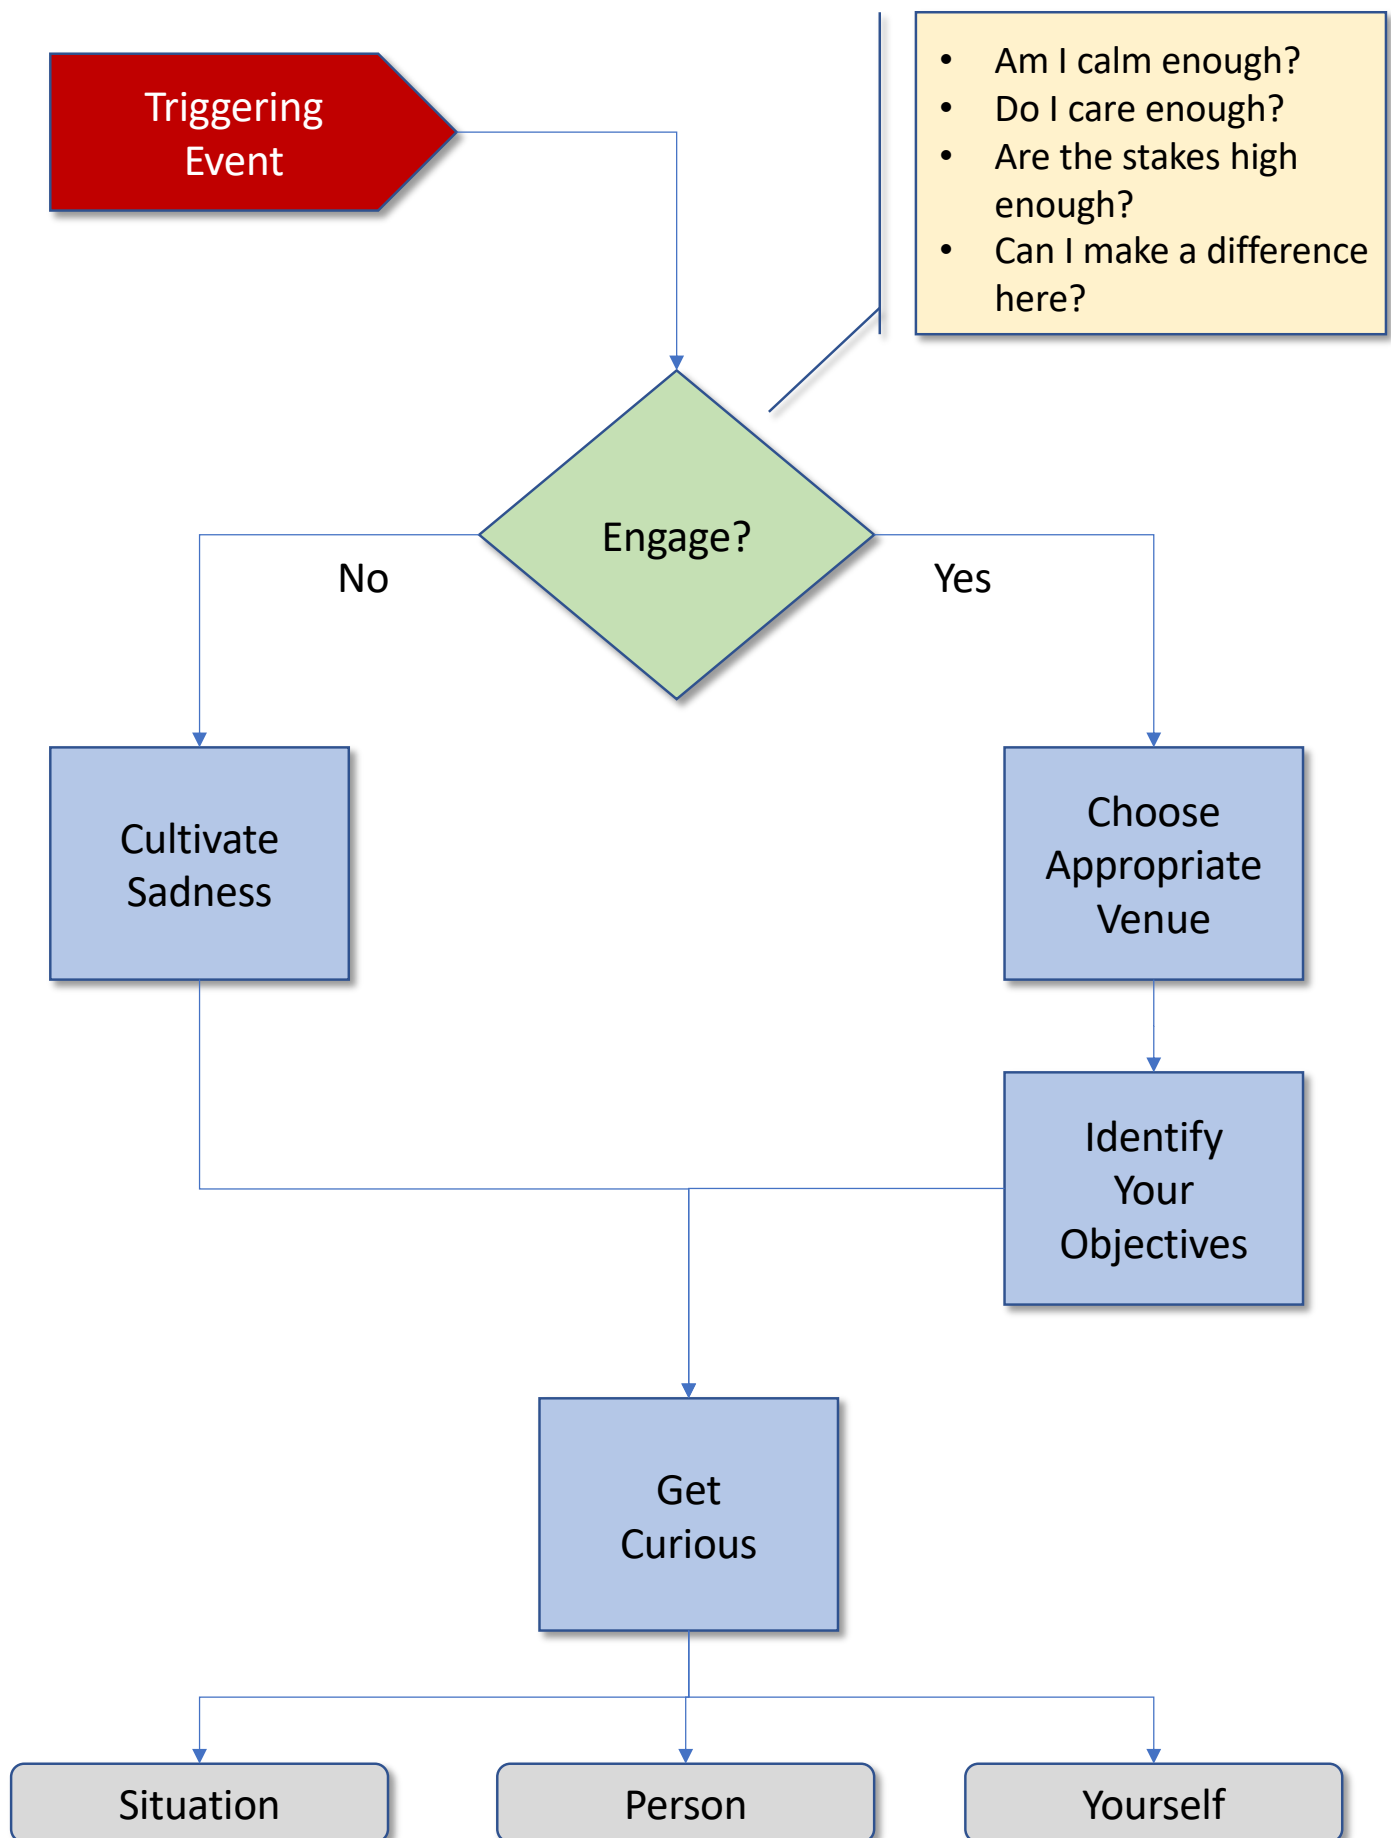 Triggering
Event
• Am I calm enough?
• Do I care enough?
• Are the stakes high
enough?
• Can I make a difference
here?
Engage?
No
Yes
Cultivate
Sadness
Choose
Appropriate
Venue
Identify
Your
Objectives
Get
Curious
Situation
Person
Yourself